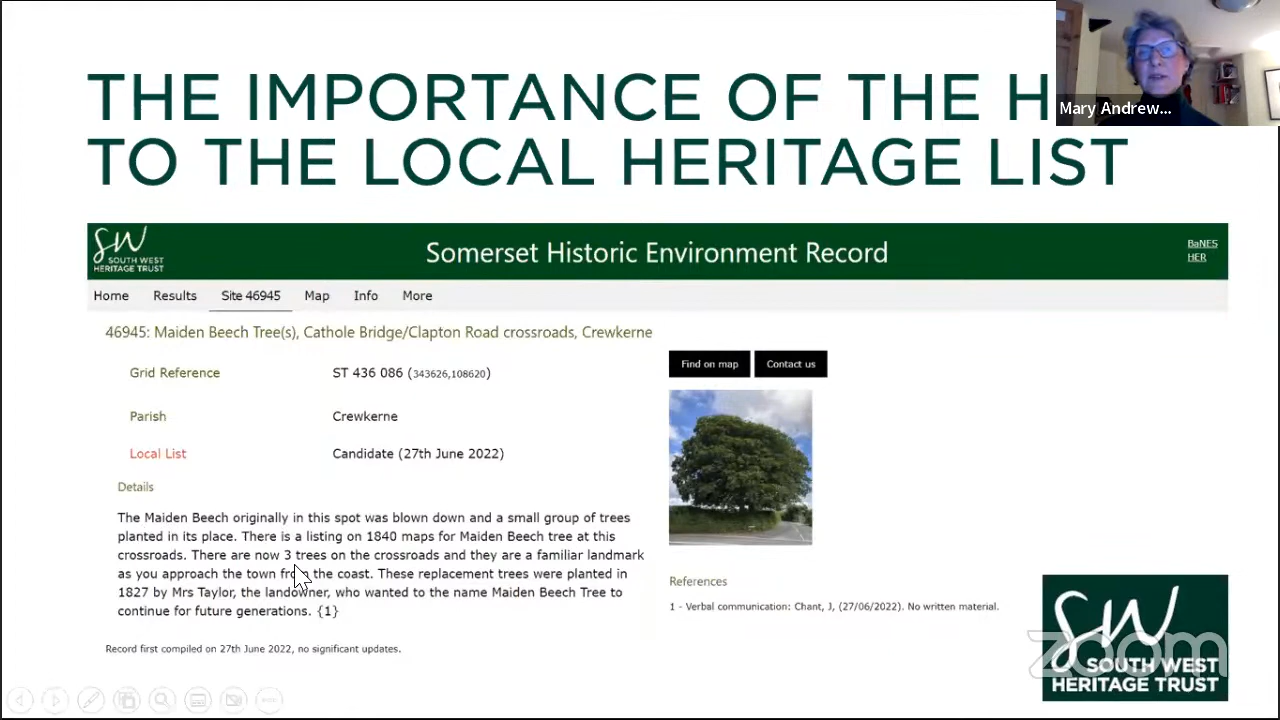 THE IMPORTANCE OF THE H
TO THE LOCAL HERITAGE LIST
Mary Andrew...
SW
SOUTH WEST
HERITAGE TRUST
Somerset Historic Environment Record
BaNES
HER
Home Results Site 46945 Map Info More
46945: Maiden Beech Tree(s), Cathole Bridge/Clapton Road crossroads, Crewkerne
Find on map Contact us
Grid Reference ST 436 086 (343626,108620)
Parish Crewkerne
Local List Candidate (27th June 2022)
Details
The Maiden Beech originally in this spot was blown down and a small group of trees
planted in its place. There is a listing on 1840 maps for Maiden Beech tree at this
crossroads. There are now 3 trees on the crossroads and they are a familiar landmark
as you approach the town from the coast. These replacement trees were planted in
1827 by Mrs Taylor, the landowner, who wanted to the name Maiden Beech Tree to
continue for future generations. {1}
References
1 - Verbal communication: Chant, J, (27/06/2022). No written material.
Record first compiled on 27th June 2022, no significant updates.
SW
SOUTH WEST
HERITAGE TRUST
zoom